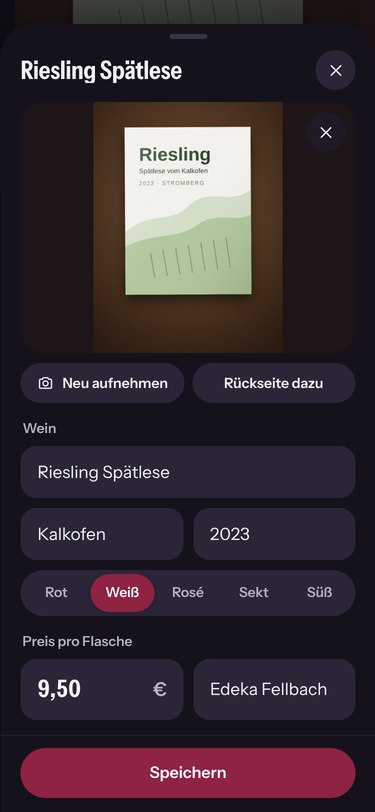 Riesling Spätlese
Riesling
Spätlese vom Kalkofen
2023 · STROMBERG
Neu aufnehmen
Rückseite dazu
Wein
Riesling Spätlese
Kalkofen
2023
Rot
Weiß
Rosé
Sekt
Süß
Preis pro Flasche
9,50 €
Edeka Fellbach
Speichern